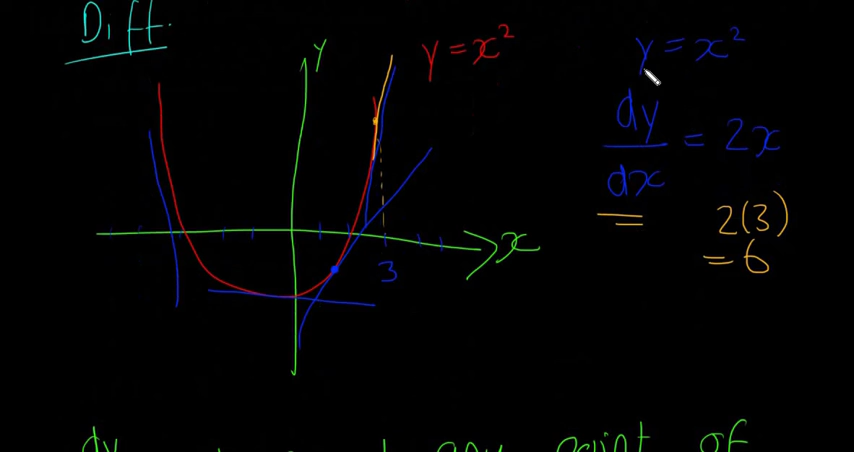 Diff.
y
y = x²
y = x²
dy/dx = 2x
2(3)
= 6
x
3
any point of